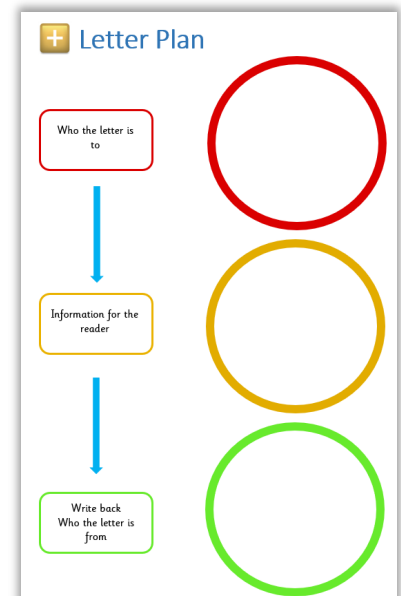 Letter Plan
Who the letter is
to
Information for the
reader
Write back
Who the letter is
from